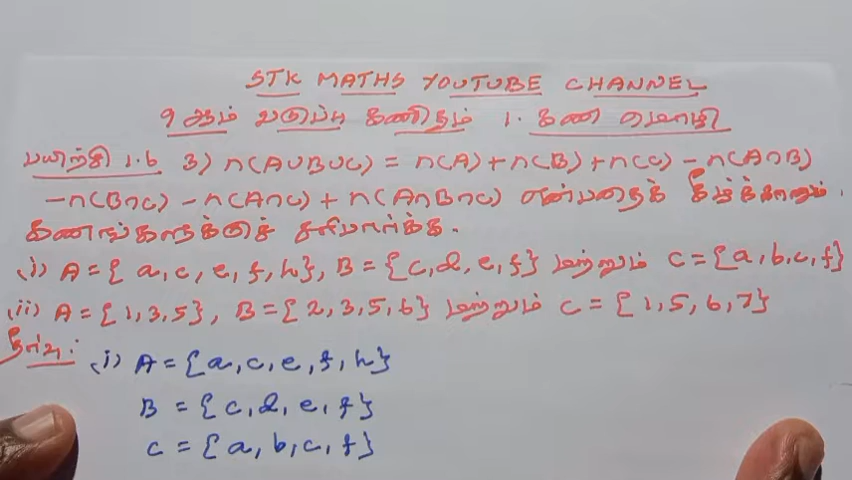 STK MATHS YOUTUBE CHANNEL
9 ஆம் வகுப்பு கணிதம் 1. கண மொழி
பயிற்சி 1.6 3) n(A∪B∪C) = n(A) + n(B) + n(C) - n(A∩B)
- n(B∩C) - n(A∩C) + n(A∩B∩C) என்பதைக் கீழ்க்காணும்
கணங்களுக்குச் சரிபார்க்க.
(i) A = { a, c, e, f, h}, B = {c, d, e, f} மற்றும் C = {a, b, c, f}
(ii) A = {1, 3, 5}, B = {2, 3, 5, 6} மற்றும் C = {1, 5, 6, 7}
தீர்வு: (i) A = {a, c, e, f, h}
B = {c, d, e, f}
C = {a, b, c, f}